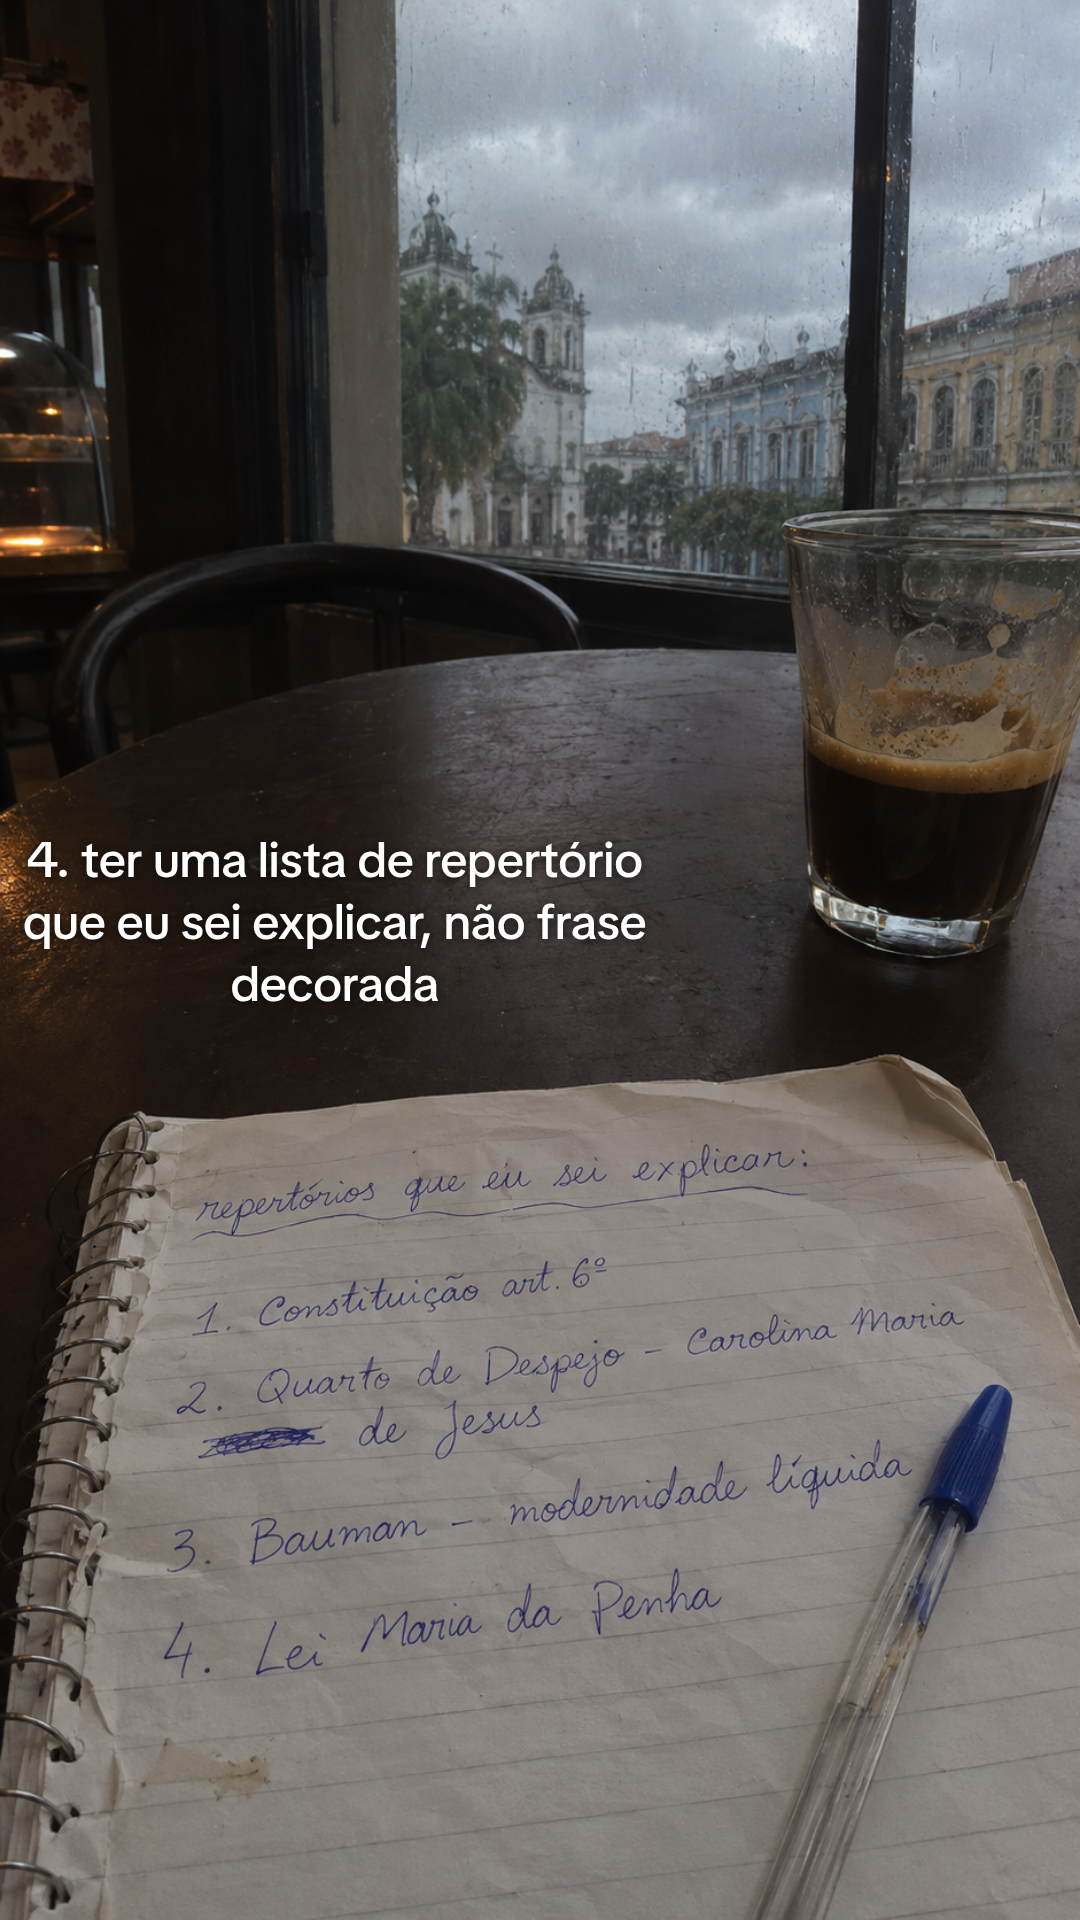 4. ter uma lista de repertório
que eu sei explicar, não frase
decorada
repertórios que eu sei explicar:
1. Constituição art. 6º
2. Quarto de Despejo - Carolina Maria
de Jesus
3. Bauman - modernidade líquida
4. Lei Maria da Penha